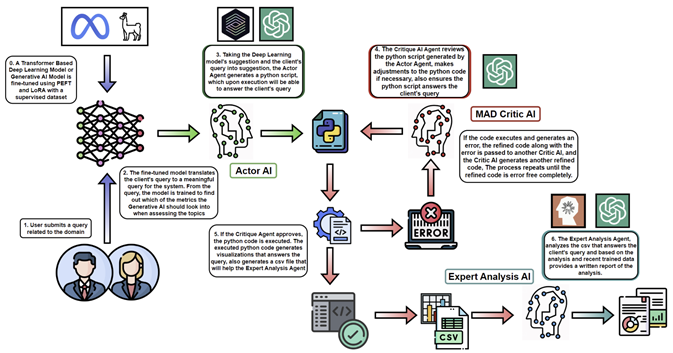 0. A Transformer Based
Deep Learning Model or
Generative AI Model is
fine-tuned using PEFT
and LoRA with a
supervised dataset
3. Taking the Deep Learning
model's suggestion and the client's
query into suggestion, the Actor
Agent generates a python script,
which upon execution will be able
to answer the client's query
4. The Critique AI Agent reviews
the python script generated by
the Actor Agent, makes
adjustments to the python code if
necessary, also ensures the
python script answers the
client's query
MAD Critic AI
Actor AI
If the code executes and generates an
error, the refined code along with the
error is passed to another Critic AI, and
the Critic AI generates another refined
code, The process repeats until the
refined code is error free completely.
2. The fine-tuned model translates
the client's query to a meaningful
query for the system. From the
query, the model is trained to find
out which of the metrics the
Generative AI should look into
when assessing the topics
1. User submits a query
related to the domain
5. If the Critique Agent approves,
the python code is executed. The
executed python code generates
visualizations that answers the
query, also generates a csv file that
will help the Expert Analysis Agent
ERROR
6. The Expert Analysis Agent,
analyzes the csv that answers the
client's query and based on the
analysis and recent trained data
provides a written report of the
analysis.
Expert Analysis AI
CSV